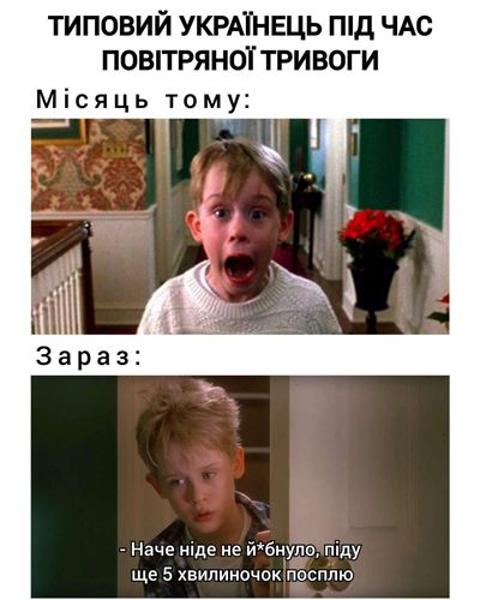 ТИПОВИЙ УКРАЇНЕЦЬ ПІД ЧАС
ПОВІТРЯНОЇ ТРИВОГИ
Місяць тому:
Зараз:
- Наче ніде не й*бнуло, піду
ще 5 хвилиночок посплю